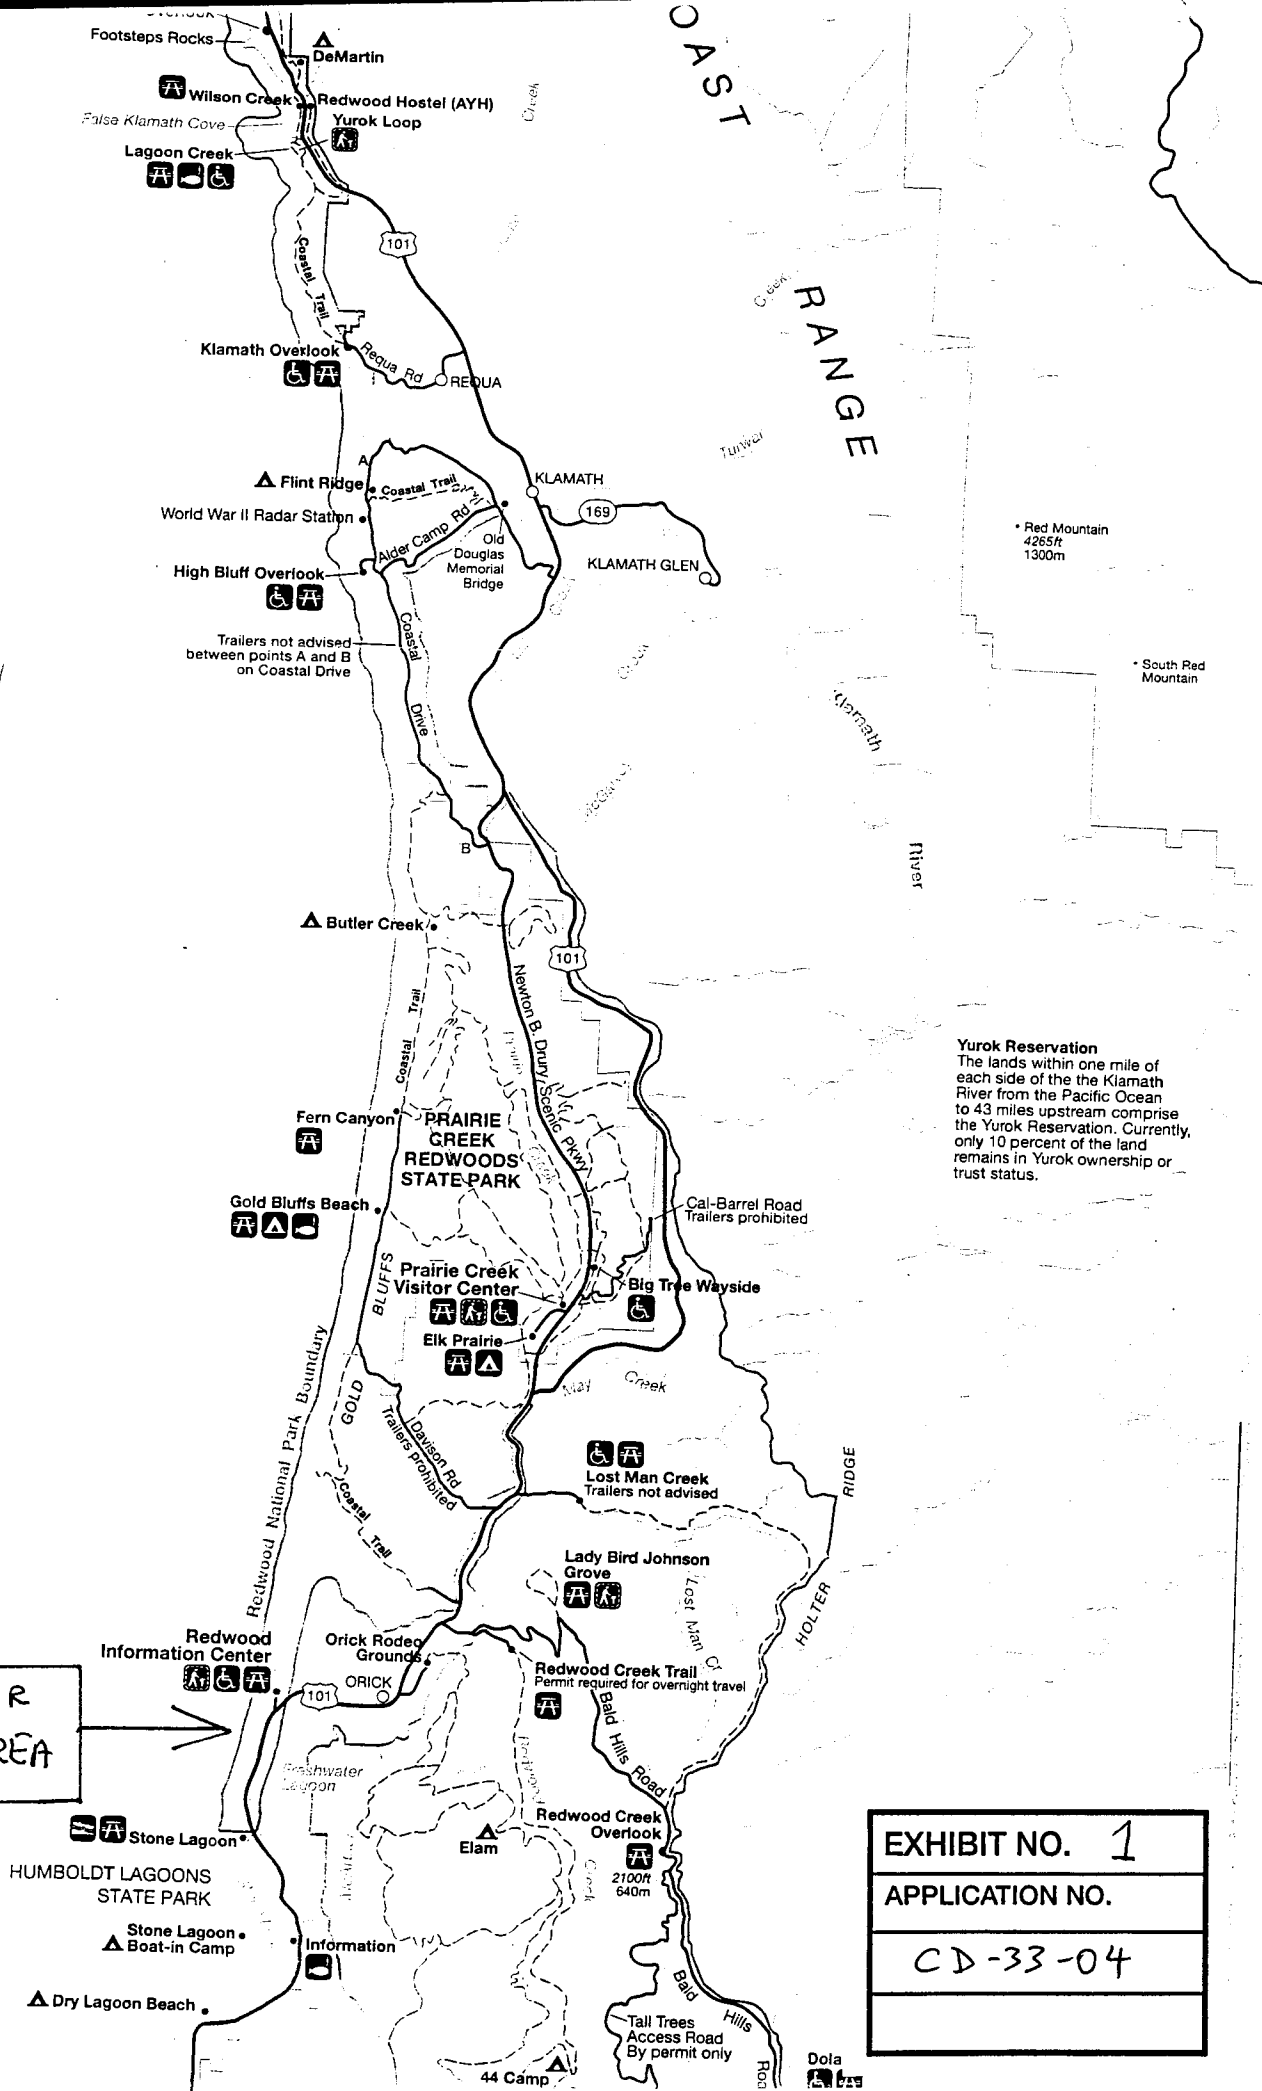 Footsteps Rocks
DeMartin
Wilson Creek
Redwood Hostel (AYH)
False Klamath Cove
Yurok Loop
Lagoon Creek
Creek
OAST
RANGE
101
Coastal Trail
Creek
Klamath Overlook
Requa Rd
REQUA
Turwer
A
Flint Ridge
Coastal Trail
KLAMATH
169
World War II Radar Station
Alder Camp Rd
Old
Douglas
Memorial
Bridge
KLAMATH GLEN
High Bluff Overlook
Red Mountain
4265ft
1300m
Trailers not advised
between points A and B
on Coastal Drive
Coastal
Drive
Creek
South Red
Mountain
Klamath
River
McGarvey
B
Butler Creek
101
Newton B. Drury Scenic Pkwy
Coastal Trail
Prairie
Creek
Yurok Reservation
The lands within one mile of
each side of the the Klamath
River from the Pacific Ocean
to 43 miles upstream comprise
the Yurok Reservation. Currently,
only 10 percent of the land
remains in Yurok ownership or
trust status.
Fern Canyon
PRAIRIE
CREEK
REDWOODS
STATE PARK
Gold Bluffs Beach
Cal-Barrel Road
Trailers prohibited
GOLD BLUFFS
Prairie Creek
Visitor Center
Big Tree Wayside
Elk Prairie
May Creek
Redwood National Park Boundary
Davison Rd
Trailers prohibited
Coastal Trail
Lost Man Creek
Trailers not advised
HOLTER RIDGE
Lady Bird Johnson
Grove
Lost Man Cr
Redwood
Information Center
Orick Rodeo
Grounds
ORICK
101
Redwood Creek Trail
Permit required for overnight travel
Bald Hills Road
R
REA
Freshwater
Lagoon
Redwood
Creek
Stone Lagoon
Elam
Redwood Creek
Overlook
2100ft
640m
HUMBOLDT LAGOONS
STATE PARK
Stone Lagoon
Boat-in Camp
Information
Dry Lagoon Beach
Bald Hills
Tall Trees
Access Road
By permit only
44 Camp
Dola
EXHIBIT NO. 1
APPLICATION NO.
CD-33-04